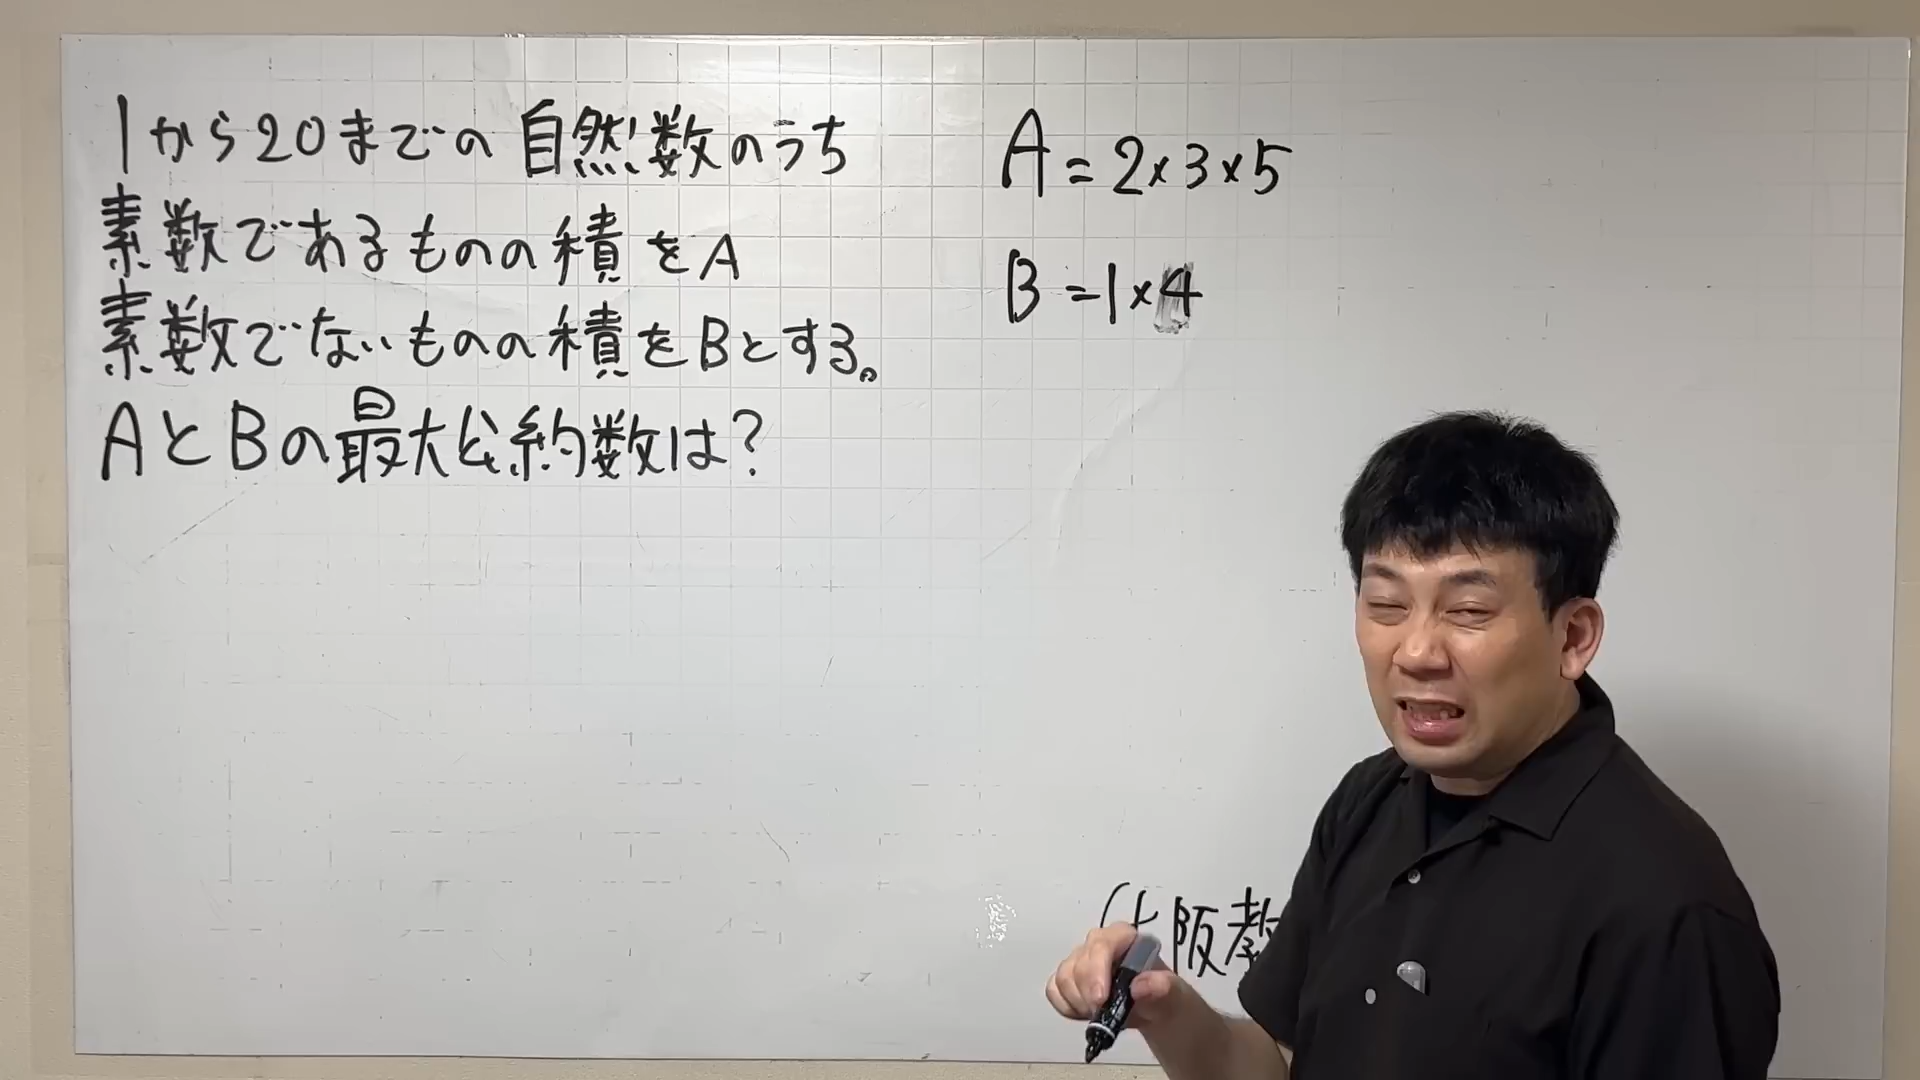 1から20までの自然数のうち
素数であるものの積をA
素数でないものの積をBとする。
AとBの最大公約数は?
A=2×3×5
B=1×4
阪教